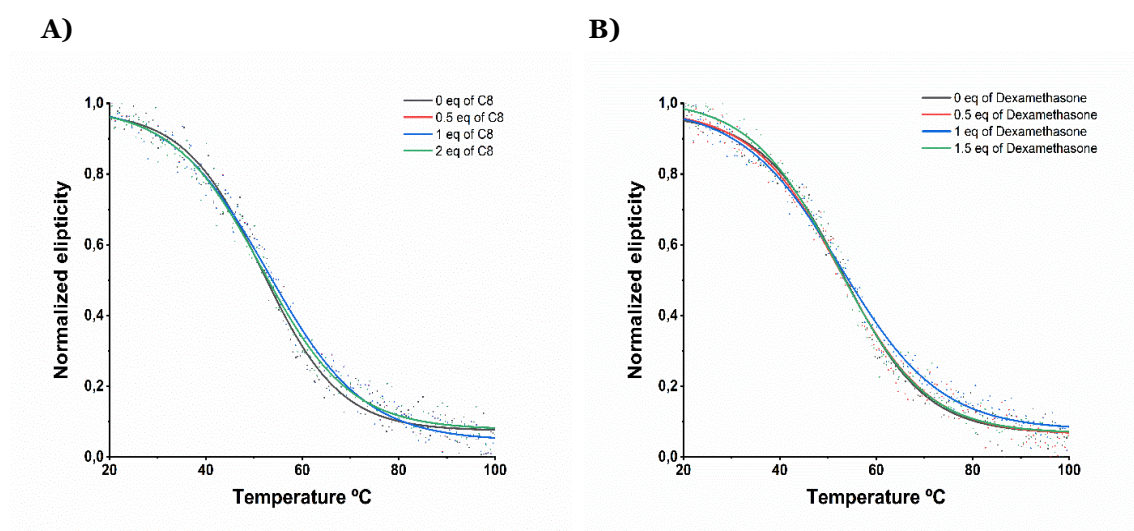 A)
0 eq of C8
0.5 eq of C8
1 eq of C8
2 eq of C8
Normalized elipticity
1,0
0,8
0,6
0,4
0,2
0,0
20 40 60 80 100
Temperature ºC
B)
0 eq of Dexamethasone
0.5 eq of Dexamethasone
1 eq of Dexamethasone
1.5 eq of Dexamethasone
Normalized elipticity
1,0
0,8
0,6
0,4
0,2
0,0
20 40 60 80 100
Temperature ºC